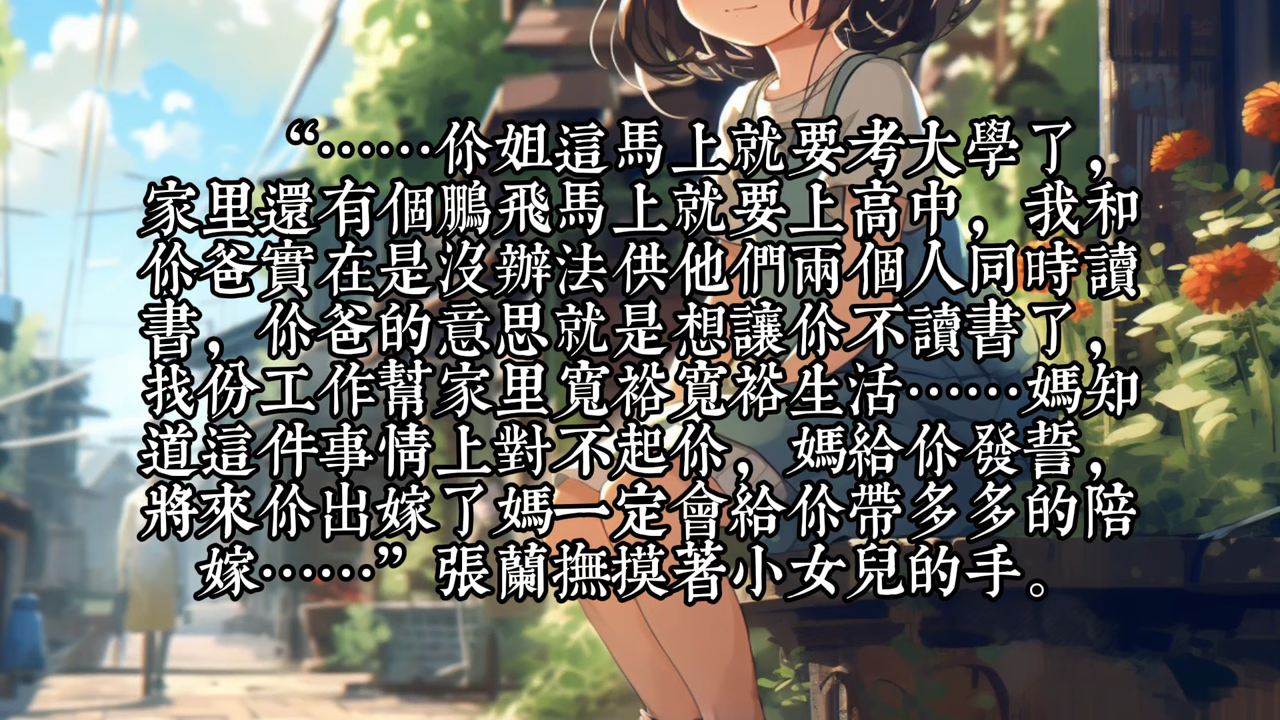 “……伱姐這馬上就要考大學了，
家里還有個鵬飛馬上就要上高中，我和
伱爸實在是沒辦法供他們兩個人同時讀
書，伱爸的意思就是想讓伱不讀書了，
找份工作幫家里寬裕寬裕生活……媽知
道這件事情上對不起伱，媽給伱發誓，
將來伱出嫁了媽一定會給伱帶多多的陪
嫁……”張蘭撫摸著小女兒的手。